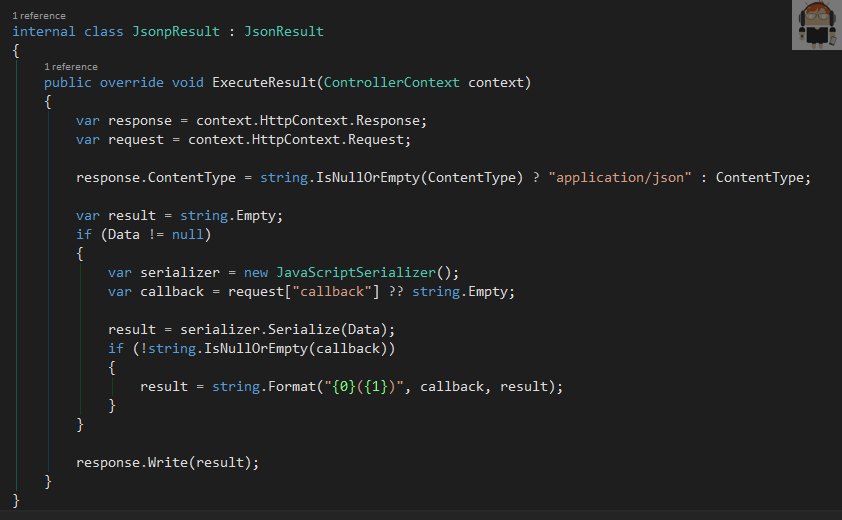 1 reference
internal class JsonpResult : JsonResult
{
1 reference
public override void ExecuteResult(ControllerContext context)
{
var response = context.HttpContext.Response;
var request = context.HttpContext.Request;
response.ContentType = string.IsNullOrEmpty(ContentType) ? "application/json" : ContentType;
var result = string.Empty;
if (Data != null)
{
var serializer = new JavaScriptSerializer();
var callback = request["callback"] ?? string.Empty;
result = serializer.Serialize(Data);
if (!string.IsNullOrEmpty(callback))
{
result = string.Format("{0}({1})", callback, result);
}
}
response.Write(result);
}
}